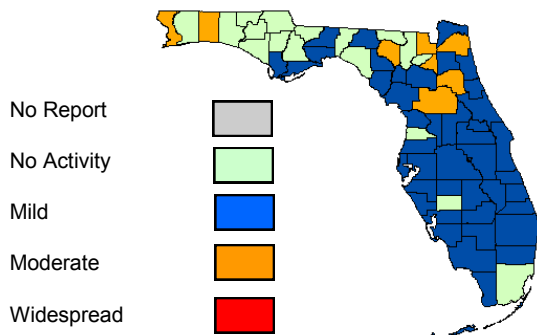 No Report
No Activity
Mild
Moderate
Widespread